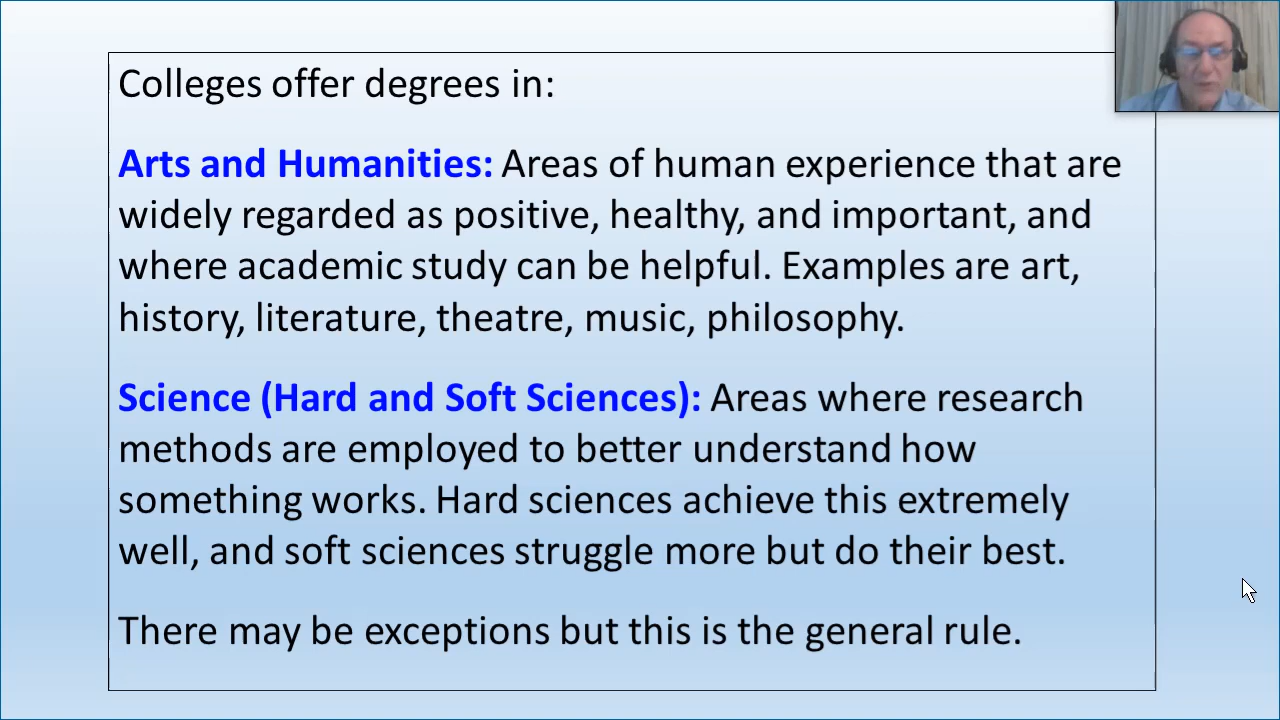 Colleges offer degrees in:
Arts and Humanities: Areas of human experience that are
widely regarded as positive, healthy, and important, and
where academic study can be helpful. Examples are art,
history, literature, theatre, music, philosophy.
Science (Hard and Soft Sciences): Areas where research
methods are employed to better understand how
something works. Hard sciences achieve this extremely
well, and soft sciences struggle more but do their best.
There may be exceptions but this is the general rule.